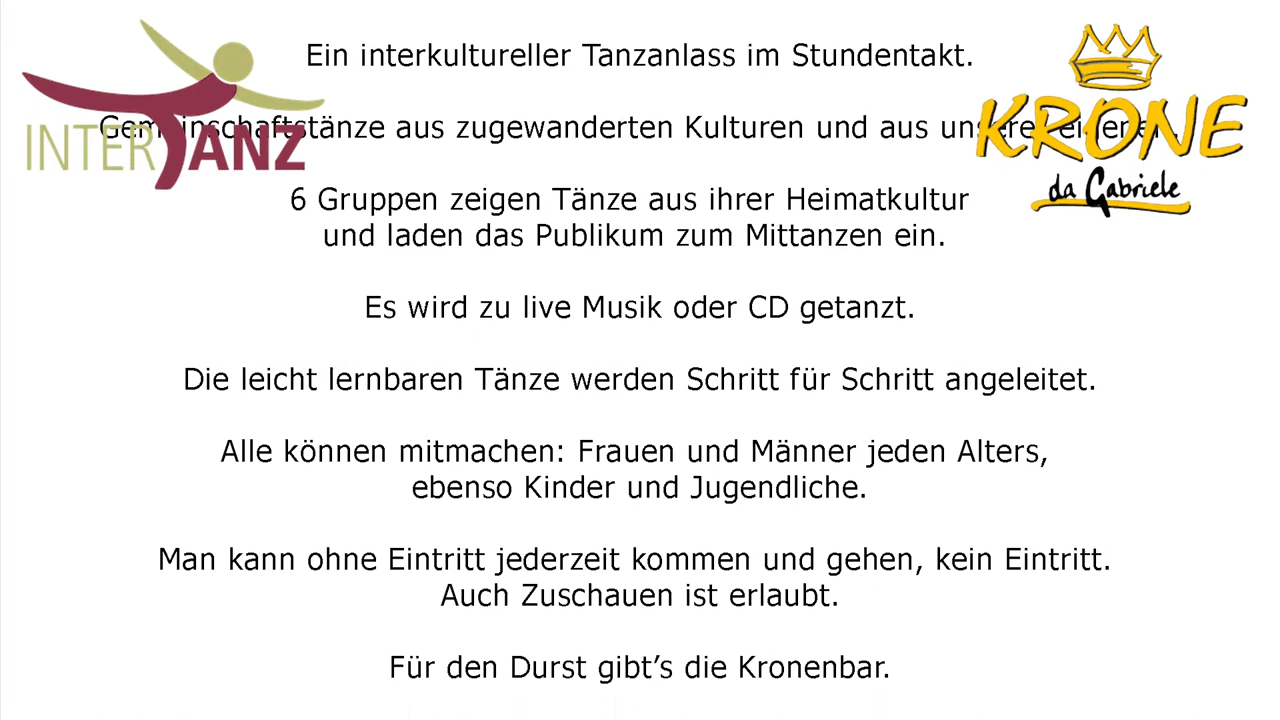 Ein interkultureller Tanzanlass im Stundentakt.
INTERTANZ
KRONE
da Gabriele
Gemeinschaftstänze aus zugewanderten Kulturen und aus
6 Gruppen zeigen Tänze aus ihrer Heimatkultur
und laden das Publikum zum Mittanzen ein.
Es wird zu live Musik oder CD getanzt.
Die leicht lernbaren Tänze werden Schritt für Schritt angeleitet.
Alle können mitmachen: Frauen und Männer jeden Alters,
ebenso Kinder und Jugendliche.
Man kann ohne Eintritt jederzeit kommen und gehen, kein Eintritt.
Auch Zuschauen ist erlaubt.
Für den Durst gibt’s die Kronenbar.